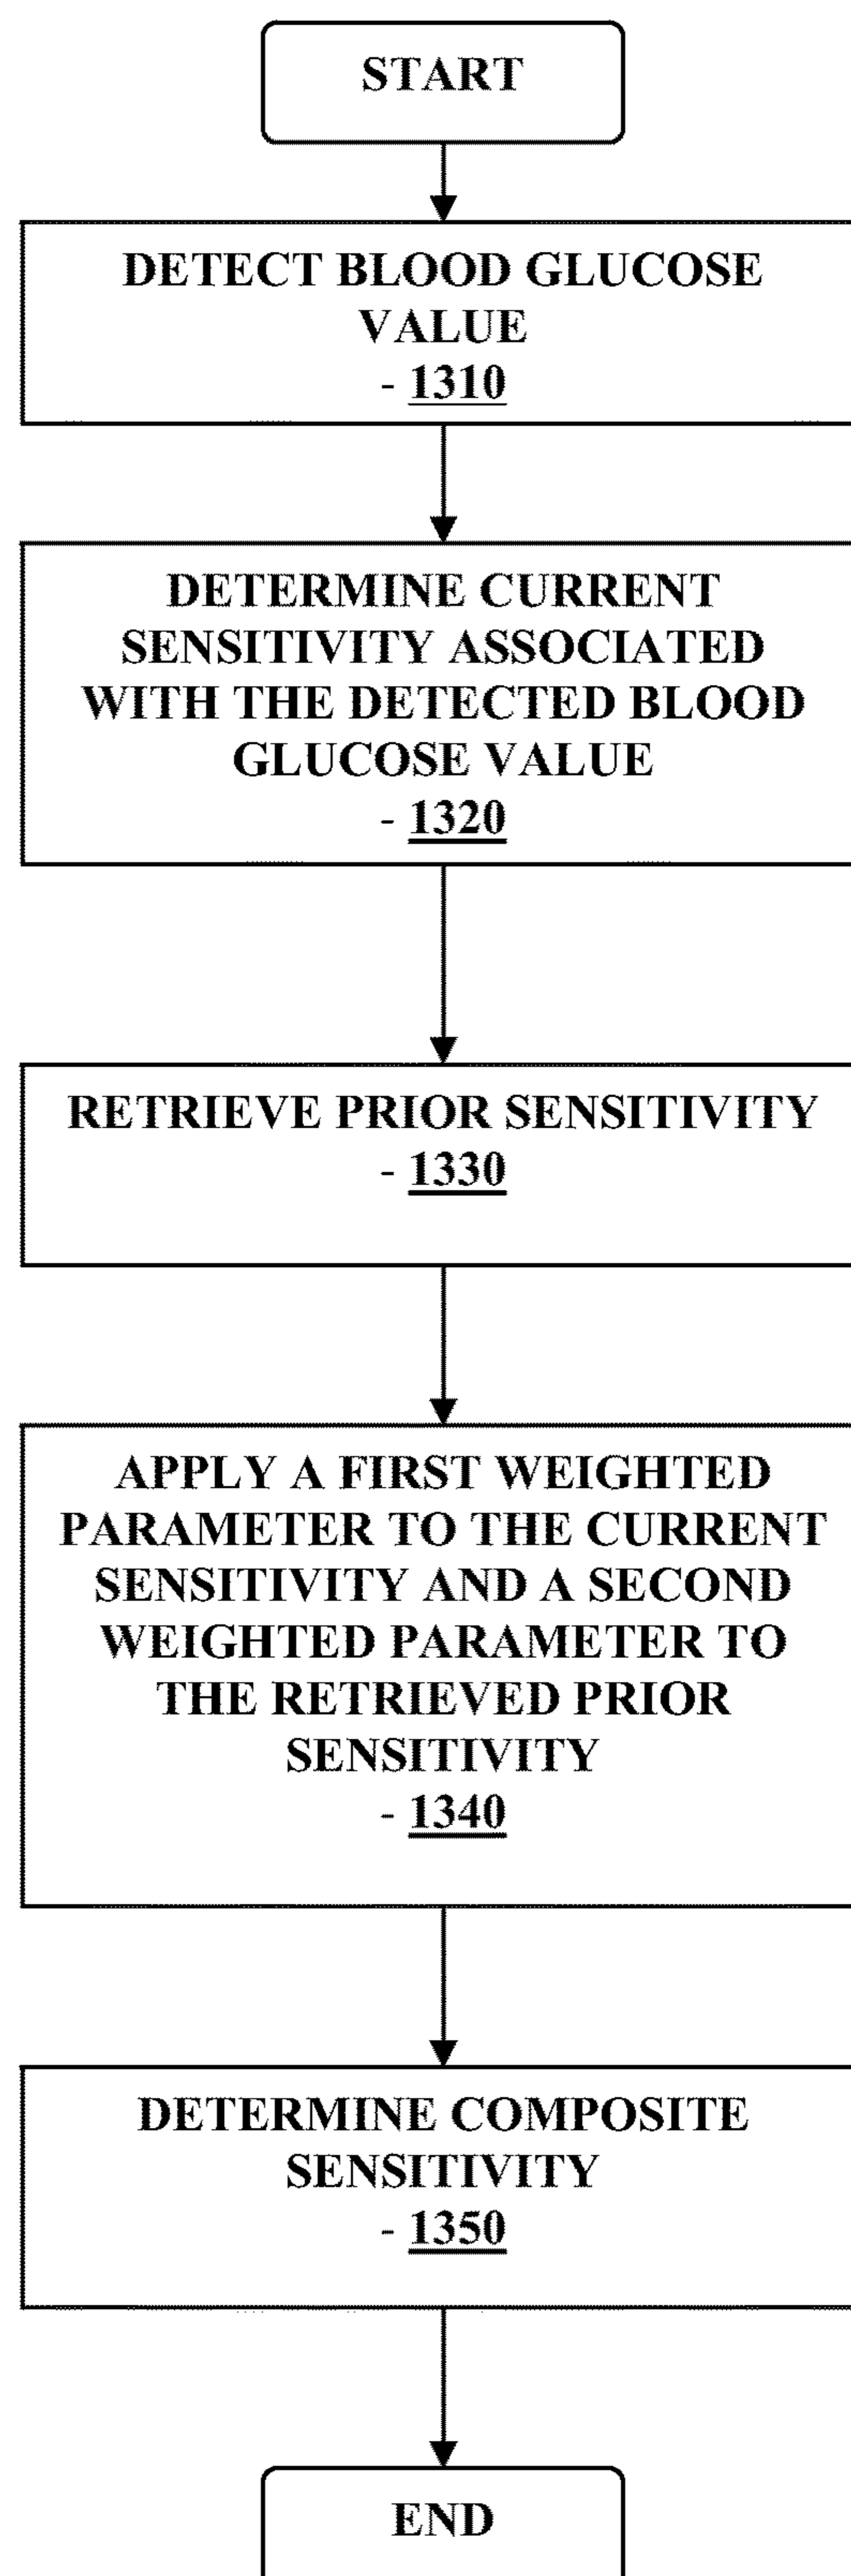 START
DETECT BLOOD GLUCOSE
VALUE
- 1310
DETERMINE CURRENT
SENSITIVITY ASSOCIATED
WITH THE DETECTED BLOOD
GLUCOSE VALUE
- 1320
RETRIEVE PRIOR SENSITIVITY
- 1330
APPLY A FIRST WEIGHTED
PARAMETER TO THE CURRENT
SENSITIVITY AND A SECOND
WEIGHTED PARAMETER TO
THE RETRIEVED PRIOR
SENSITIVITY
- 1340
DETERMINE COMPOSITE
SENSITIVITY
- 1350
END